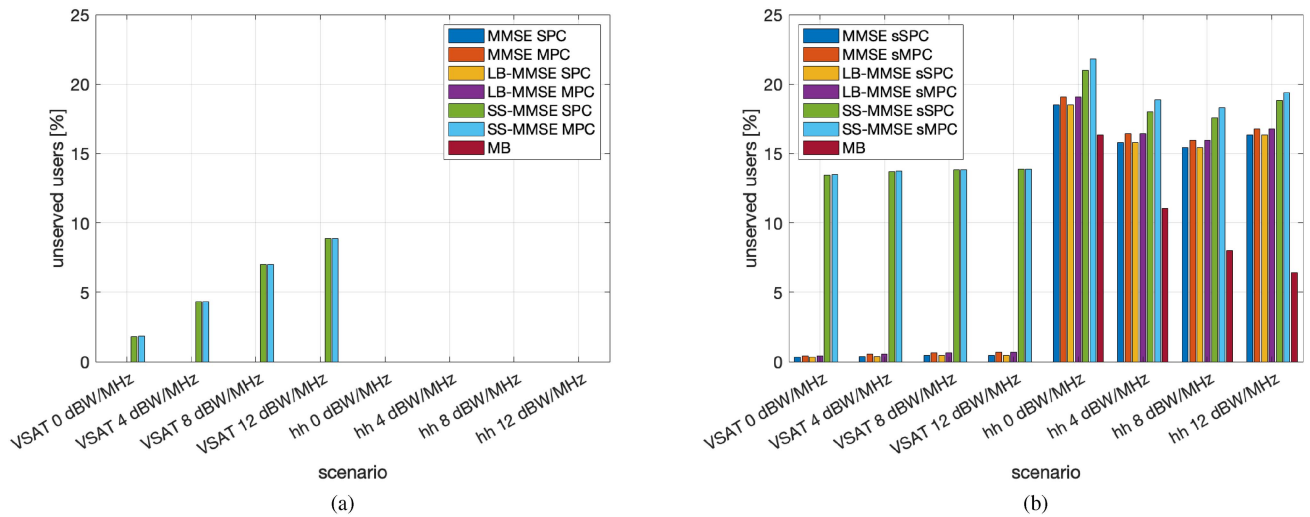 25
20
15
10
5
0
unserved users [%]
MMSE SPC
MMSE MPC
LB-MMSE SPC
LB-MMSE MPC
SS-MMSE SPC
SS-MMSE MPC
MB
VSAT 0 dBW/MHz
VSAT 4 dBW/MHz
VSAT 8 dBW/MHz
VSAT 12 dBW/MHz
hh 0 dBW/MHz
hh 4 dBW/MHz
hh 8 dBW/MHz
hh 12 dBW/MHz
scenario
(a)
25
20
15
10
5
0
unserved users [%]
MMSE sSPC
MMSE sMPC
LB-MMSE sSPC
LB-MMSE sMPC
SS-MMSE sSPC
SS-MMSE sMPC
MB
VSAT 0 dBW/MHz
VSAT 4 dBW/MHz
VSAT 8 dBW/MHz
VSAT 12 dBW/MHz
hh 0 dBW/MHz
hh 4 dBW/MHz
hh 8 dBW/MHz
hh 12 dBW/MHz
scenario
(b)